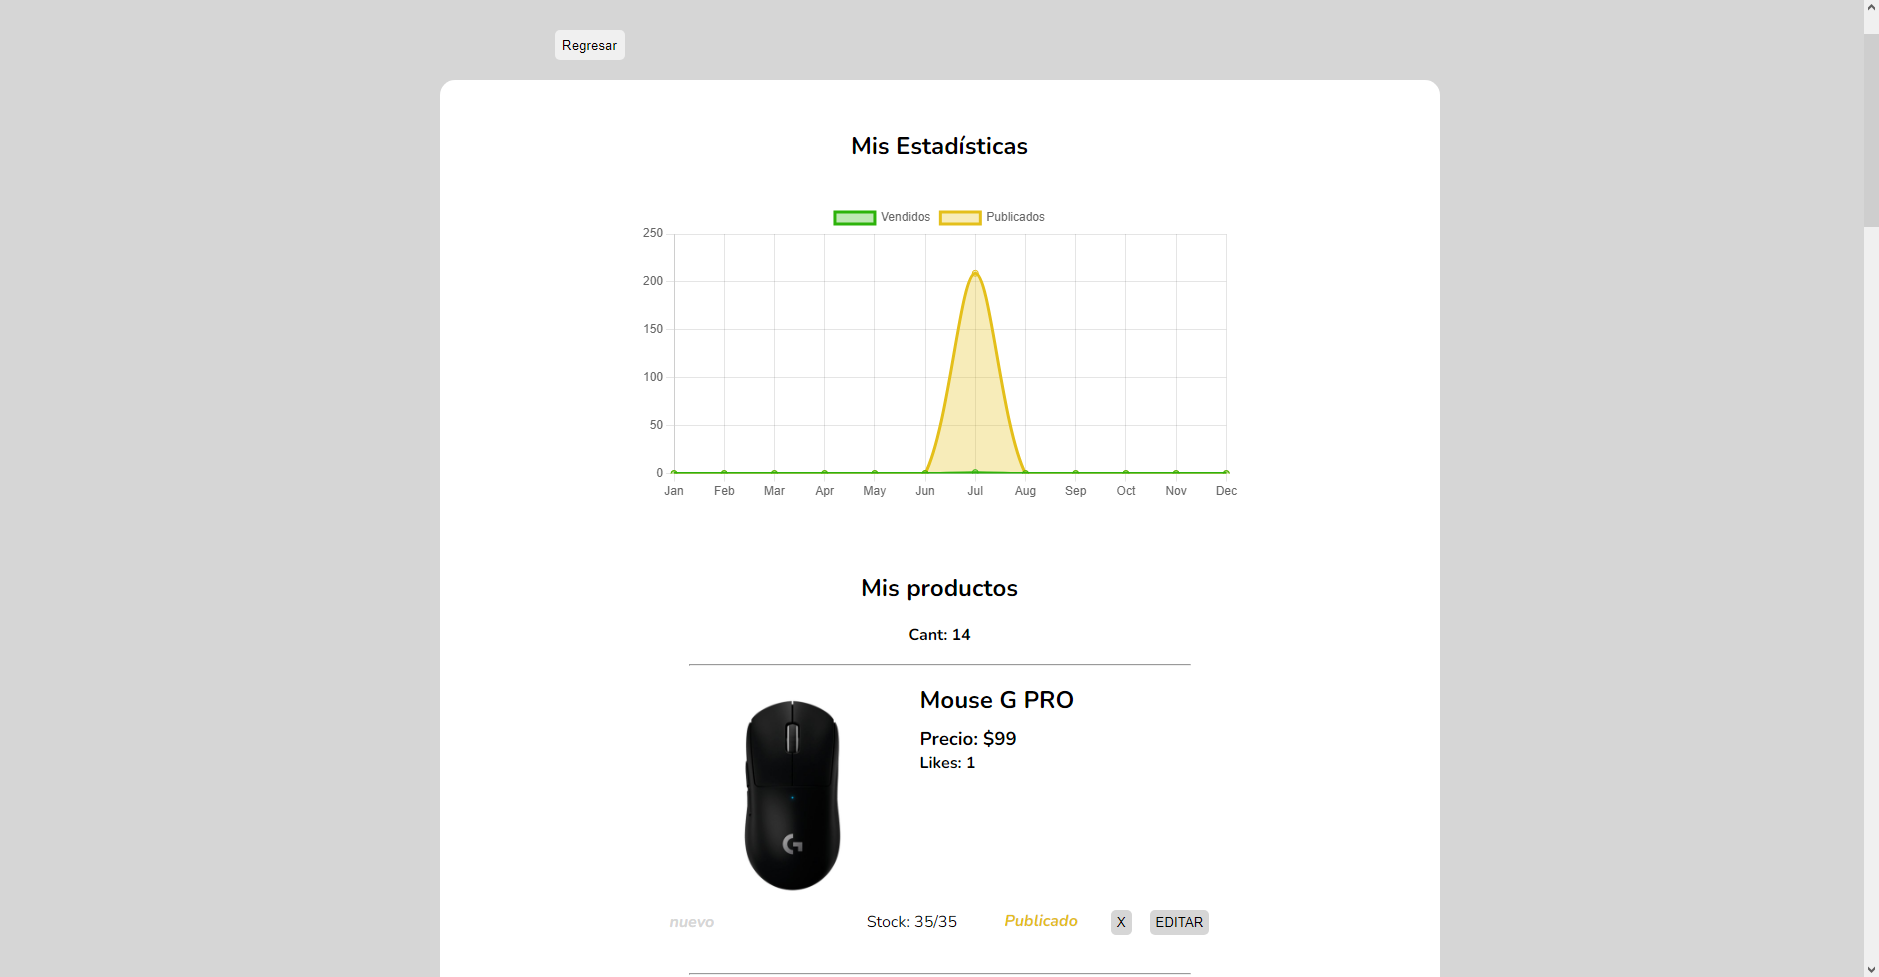 Regresar
Mis Estadísticas
Vendidos Publicados
250
200
150
100
50
0
Jan Feb Mar Apr May Jun Jul Aug Sep Oct Nov Dec
Mis productos
Cant: 14
Mouse G PRO
Precio: $99
Likes: 1
G
nuevo Stock: 35/35 Publicado X EDITAR